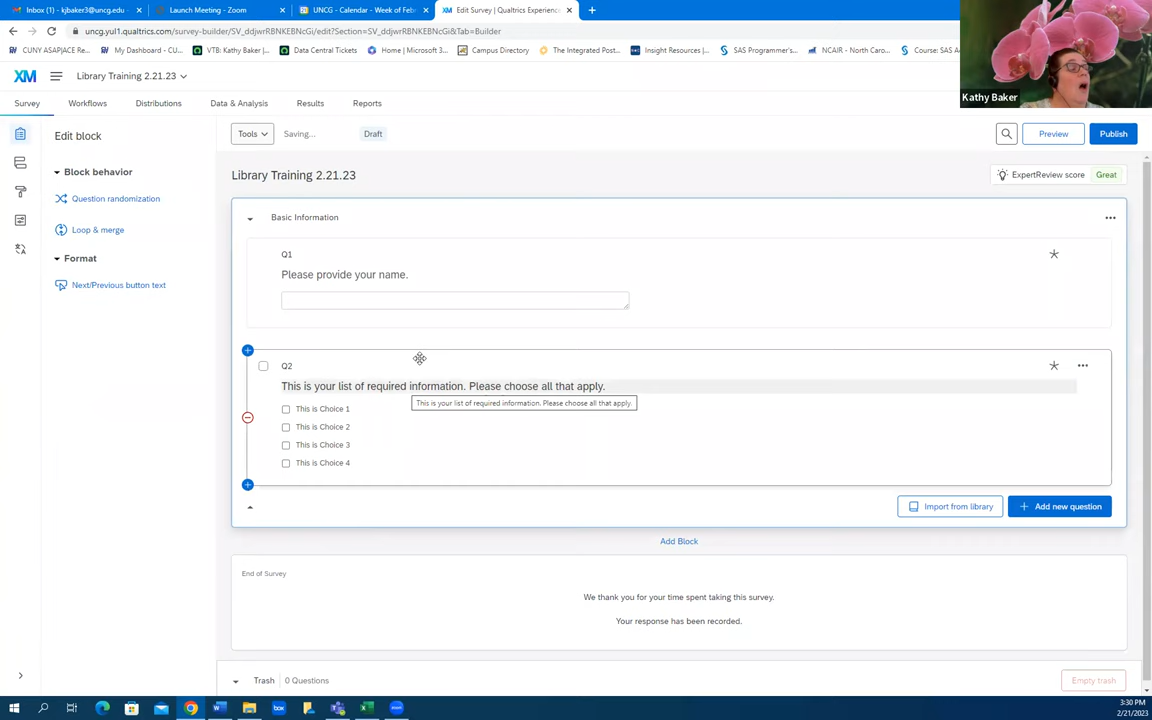 Inbox (4) - kjbaker3@uncg.edu -
Launch Meeting - Zoom
UNCG - Calendar - Week of Feb
Edit Survey | Qualtrics Experience
uncg.yul1.qualtrics.com/survey-builder/SV_ddjwrRBNKEBNcGi/edit?Section=SV_ddjwrRBNKEBNcGi&Tab=Builder
CUNY ASAP|ACE Re...
My Dashboard - CU...
VTB: Kathy Baker |
Data Central Tickets
Home | Microsoft 3...
Campus Directory
The Integrated Post...
Insight Resources |...
SAS Programmer's...
NCAIR - North Caro...
Course: SAS
Kathy Baker
XM
Library Training 2.21.23
Survey
Workflows
Distributions
Data & Analysis
Results
Reports
Edit block
Tools
Saving...
Draft
Preview
Publish
Block behavior
Question randomization
Loop & merge
Format
Next/Previous button text
Library Training 2.21.23
ExpertReview score
Great
Basic Information
Q1
Please provide your name.
Q2
This is your list of required information. Please choose all that apply.
This is your list of required information. Please choose all that apply.
This is Choice 1
This is Choice 2
This is Choice 3
This is Choice 4
Import from library
Add new question
Add Block
End of Survey
We thank you for your time spent taking this survey.
Your response has been recorded.
Trash
0 Questions
Empty trash
3:30 PM
2/21/2023